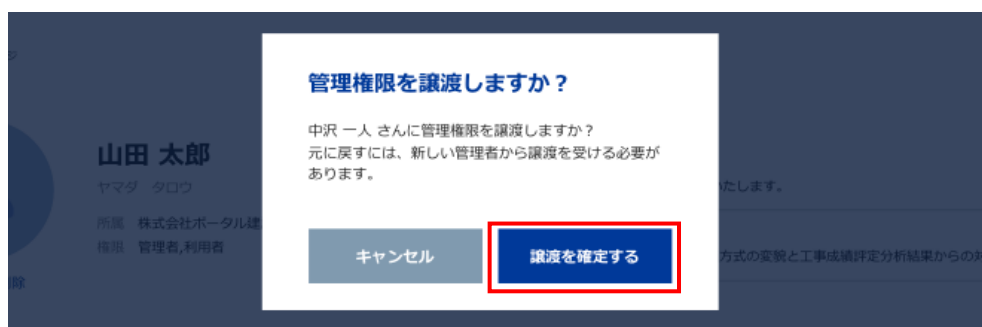 管理権限を譲渡しますか？
中沢 一人 さんに管理権限を譲渡しますか？
元に戻すには、新しい管理者から譲渡を受ける必要が
あります。
キャンセル
譲渡を確定する
山田 太郎
ヤマダ タロウ
所属 株式会社ポータル建
権限 管理者,利用者
いたします。
方式の変貌と工事成績評定分析結果からの対